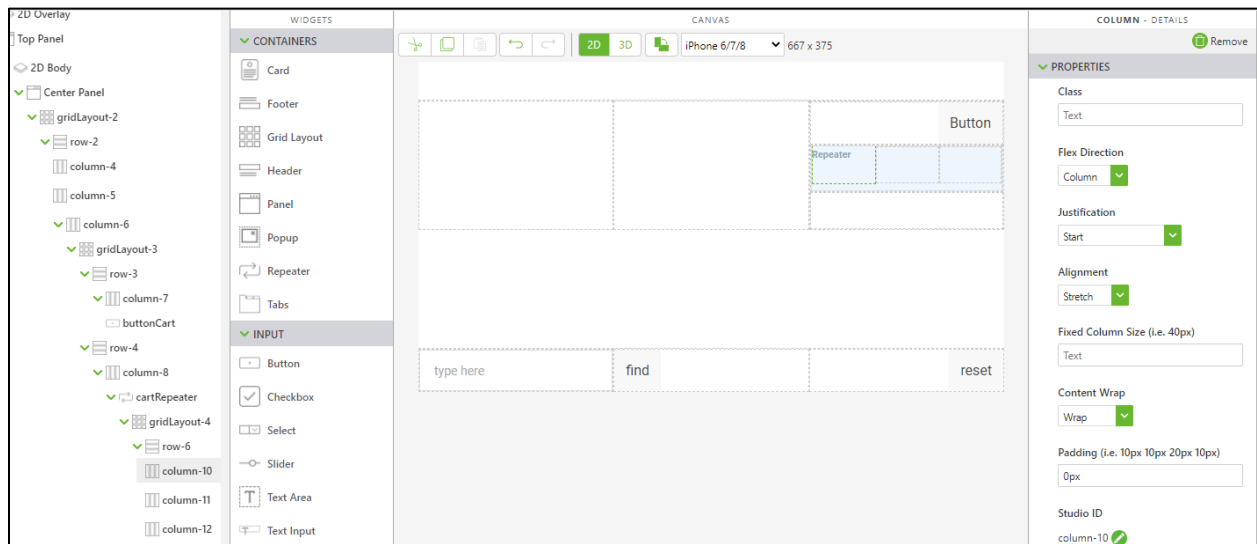 2D Overlay
Top Panel
2D Body
Center Panel
gridLayout-2
row-2
column-4
column-5
column-6
gridLayout-3
row-3
column-7
buttonCart
row-4
column-8
cartRepeater
gridLayout-4
row-6
column-10
column-11
column-12
WIDGETS
CONTAINERS
Card
Footer
Grid Layout
Header
Panel
Popup
Repeater
Tabs
INPUT
Button
Checkbox
Select
Slider
Text Area
Text Input
CANVAS
2D 3D iPhone 6/7/8 667 x 375
Button
Repeater
type here find reset
COLUMN - DETAILS
Remove
PROPERTIES
Class
Text
Flex Direction
Column
Justification
Start
Alignment
Stretch
Fixed Column Size (i.e. 40px)
Text
Content Wrap
Wrap
Padding (i.e. 10px 10px 20px 10px)
0px
Studio ID
column-10